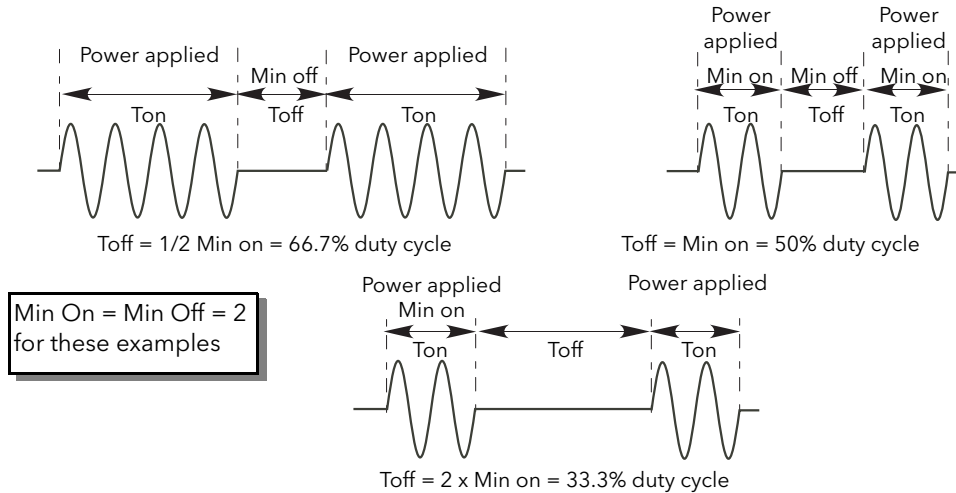 Power applied
Min off
Power applied
Ton
Toff
Ton
Toff = 1/2 Min on = 66.7% duty cycle
Power
applied
Power
applied
Min on
Min off
Min on
Ton
Toff
Ton
Toff = Min on = 50% duty cycle
Min On = Min Off = 2
for these examples
Power applied
Power applied
Min on
Ton
Toff
Ton
Toff = 2 x Min on = 33.3% duty cycle